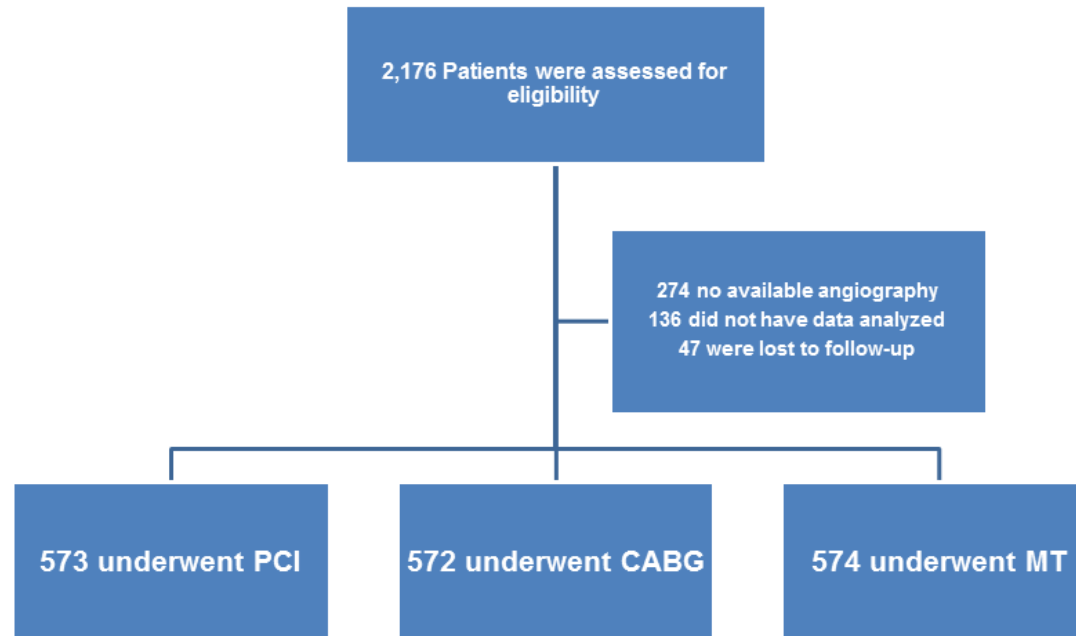 2,176 Patients were assessed for
eligibility
274 no available angiography
136 did not have data analyzed
47 were lost to follow-up
573 underwent PCI
572 underwent CABG
574 underwent MT